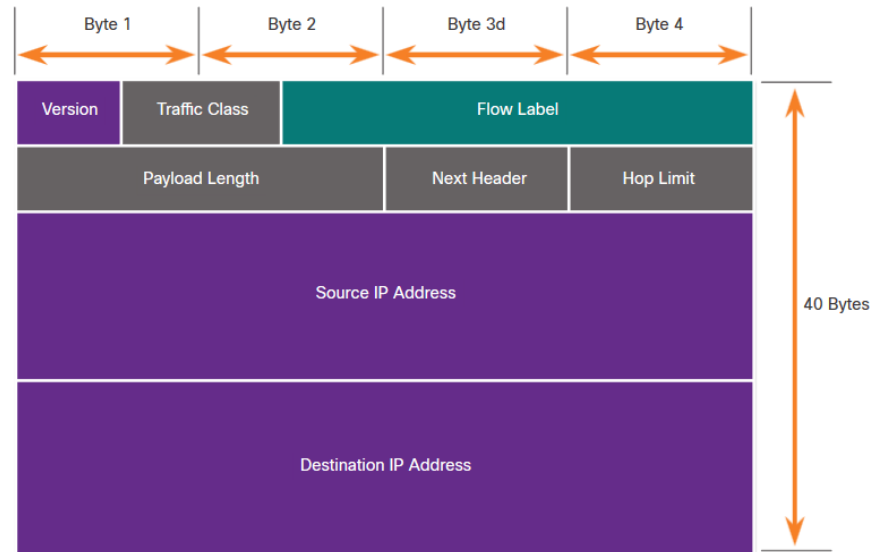 Byte 1 Byte 2 Byte 3d Byte 4
Version Traffic Class Flow Label
Payload Length Next Header Hop Limit
Source IP Address
40 Bytes
Destination IP Address